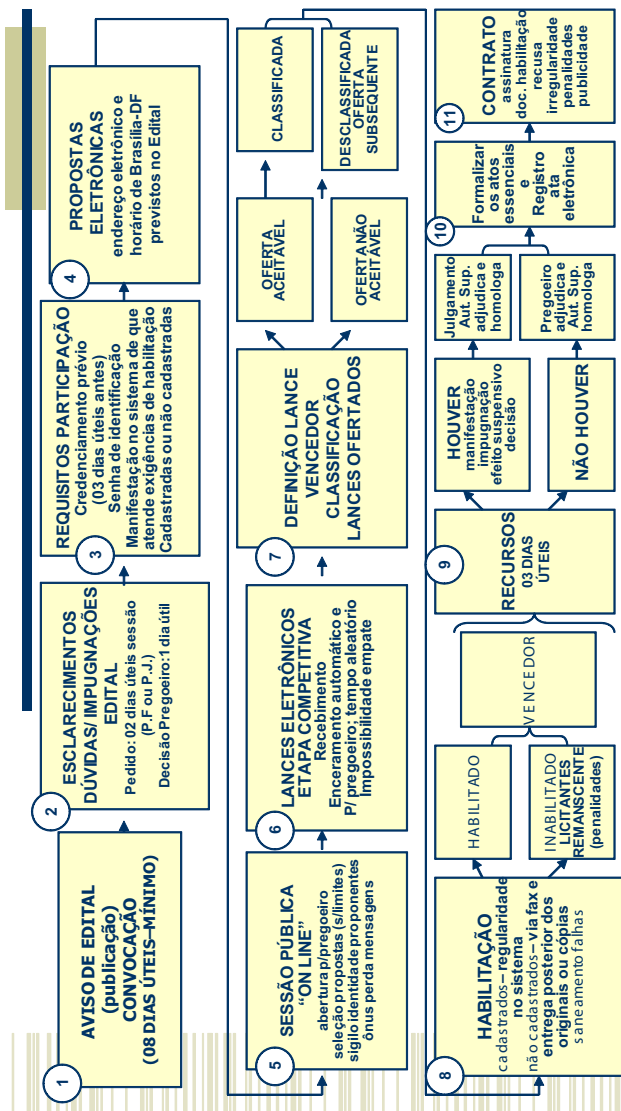 1
AVISO DE EDITAL
(publicação)
CONVOCAÇÃO
(08 DIAS ÚTEIS–MÍNIMO)
2
ESCLARECIMENTOS
DÚVIDAS/ IMPUGNAÇÕES
EDITAL
Pedido: 02 dias úteis sessão
(P.F ou P.J.)
Decisão Pregoeiro:1 dia útil
3
REQUISITOS PARTICIPAÇÃO
Credenciamento prévio
(03 dias úteis antes)
Senha de identificação
Manifestação no sistema de que
atende exigências de habilitação
Cadastradas ou não cadastradas
4
PROPOSTAS
ELETRÔNICAS
endereço eletrônico e
horário de Brasília-DF
previstos no Edital
5
SESSÃO PÚBLICA
“ON LINE”
abertura p/pregoeiro
seleção propostas (s/limites)
sigilo identidade proponentes
ônus perda mensagens
6
LANCES ELETRÔNICOS
ETAPA COMPETITIVA
Recebimento
Enceramento automático e
P/ pregoeiro; tempo aleatório
Impossibilidade empate
7
DEFINIÇÃO LANCE
VENCEDOR
CLASSIFICAÇÃO
LANCES OFERTADOS
OFERTA
ACEITÁVEL
OFERTA NÃO
ACEITÁVEL
CLASSIFICADA
DESCLASSIFICADA
OFERTA
SUBSEQUENTE
8
HABILITAÇÃO
cadastrados– regularidade
no sistema
não cadastrados– via fax e
entrega posterior dos
originais ou cópias
saneamento falhas
HABILITADO
INABILITADO
LICITANTES
REMANSCENTE
(penalidades)
VENCEDOR
9
RECURSOS
03 DIAS
ÚTEIS
HOUVER
manifestação
impugnação
efeito suspensivo
decisão
NÃO HOUVER
Julgamento
Aut. Sup.
adjudica e
homologa
Pregoeiro
adjudica e
Aut. Sup.
homologa
10
Formalizar
os atos
essenciais
e
Registro
ata
eletrônica
11
CONTRATO
assinatura
doc. habilitação
recusa
irregularidade
penalidades
publicidade